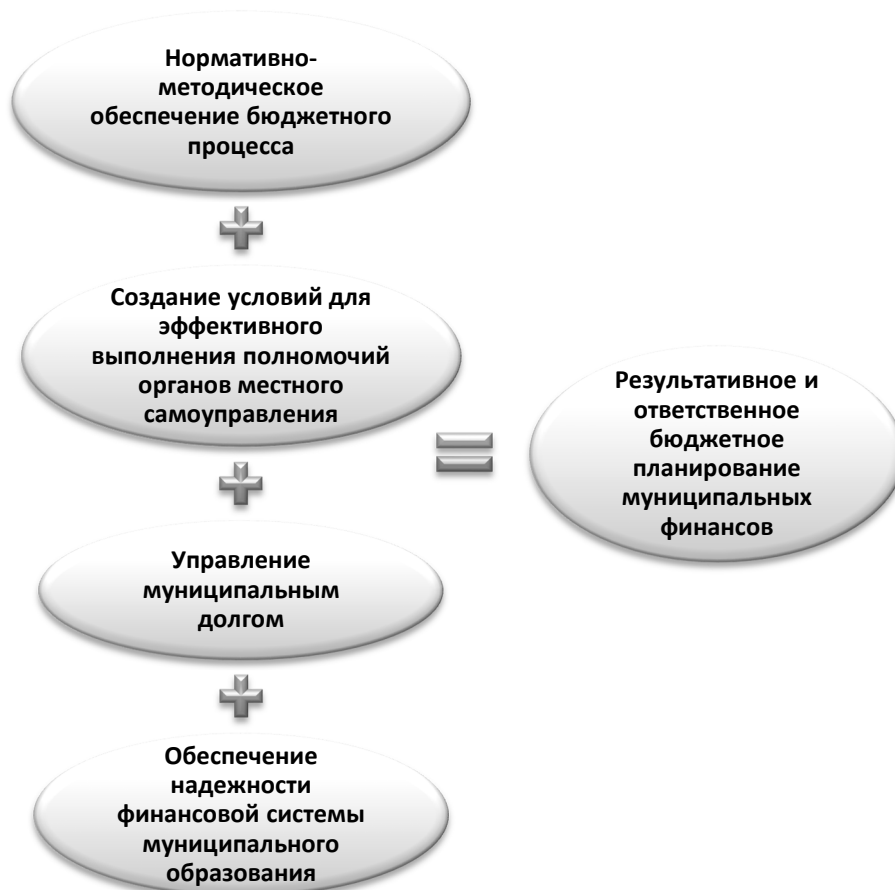 Нормативно-
методическое
обеспечение бюджетного
процесса
Создание условий для
эффективного
выполнения полномочий
органов местного
самоуправления
Управление
муниципальным
долгом
Обеспечение
надежности
финансовой системы
муниципального
образования
Результативное и
ответственное
бюджетное
планирование
муниципальных
финансов